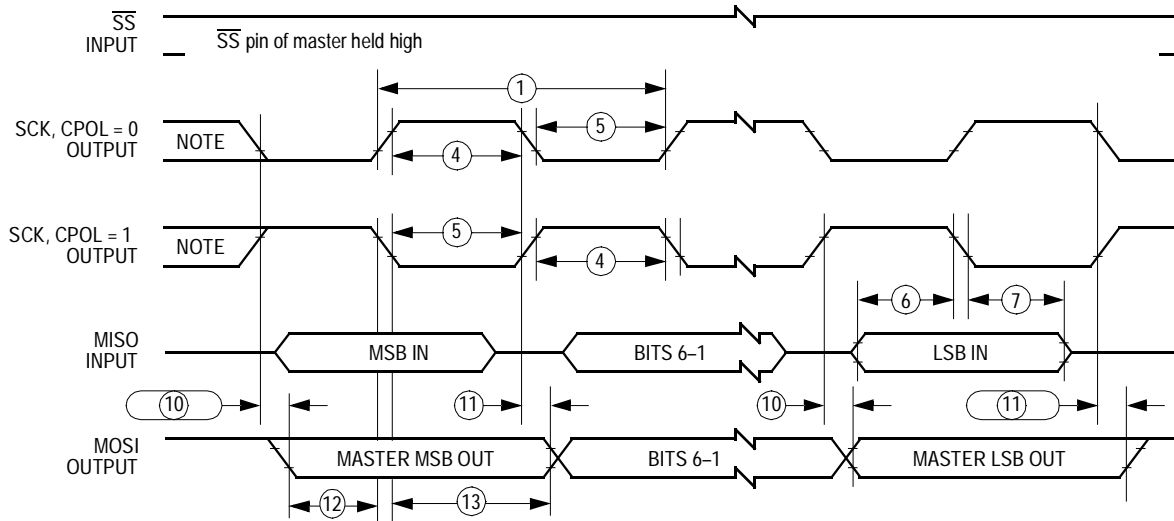 SS
INPUT
SS pin of master held high
1
SCK, CPOL = 0
OUTPUT
NOTE
4
5
SCK, CPOL = 1
OUTPUT
NOTE
5
4
6
7
MISO
INPUT
MSB IN
BITS 6–1
LSB IN
10
11
10
11
MOSI
OUTPUT
MASTER MSB OUT
BITS 6–1
MASTER LSB OUT
12
13